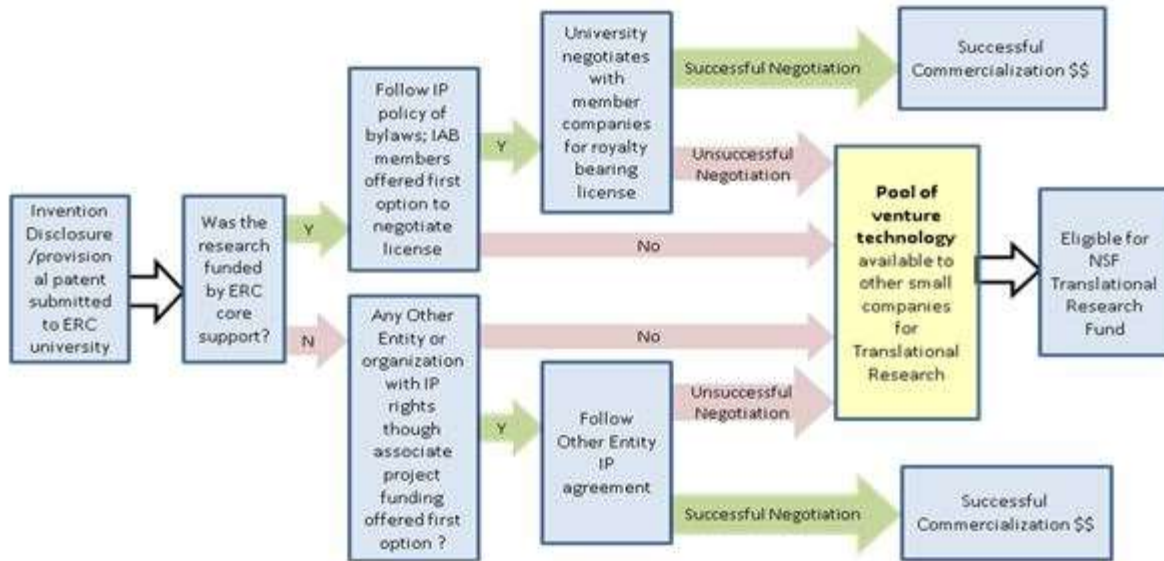 Invention
Disclosure
/provision
al patent
submitted
to ERC
university
Was the
research
funded
by ERC
core
support?
Y
N
Follow IP
policy of
bylaws; IAB
members
offered first
option to
negotiate
license
Any Other
Entity or
organization
with IP
rights though
associate
project
funding
offered first
option ?
Y
No
No
Y
University
negotiates
with
member
companies
for royalty
bearing
license
Follow
Other Entity
IP
agreement
Successful Negotiation
Unsuccessful
Negotiation
Unsuccessful
Negotiation
Successful Negotiation
Successful
Commercialization $$
Pool of
venture
technology
available to
other small
companies
for
Translational
Research
Eligible for
NSF
Translational
Research
Fund
Successful
Commercialization $$